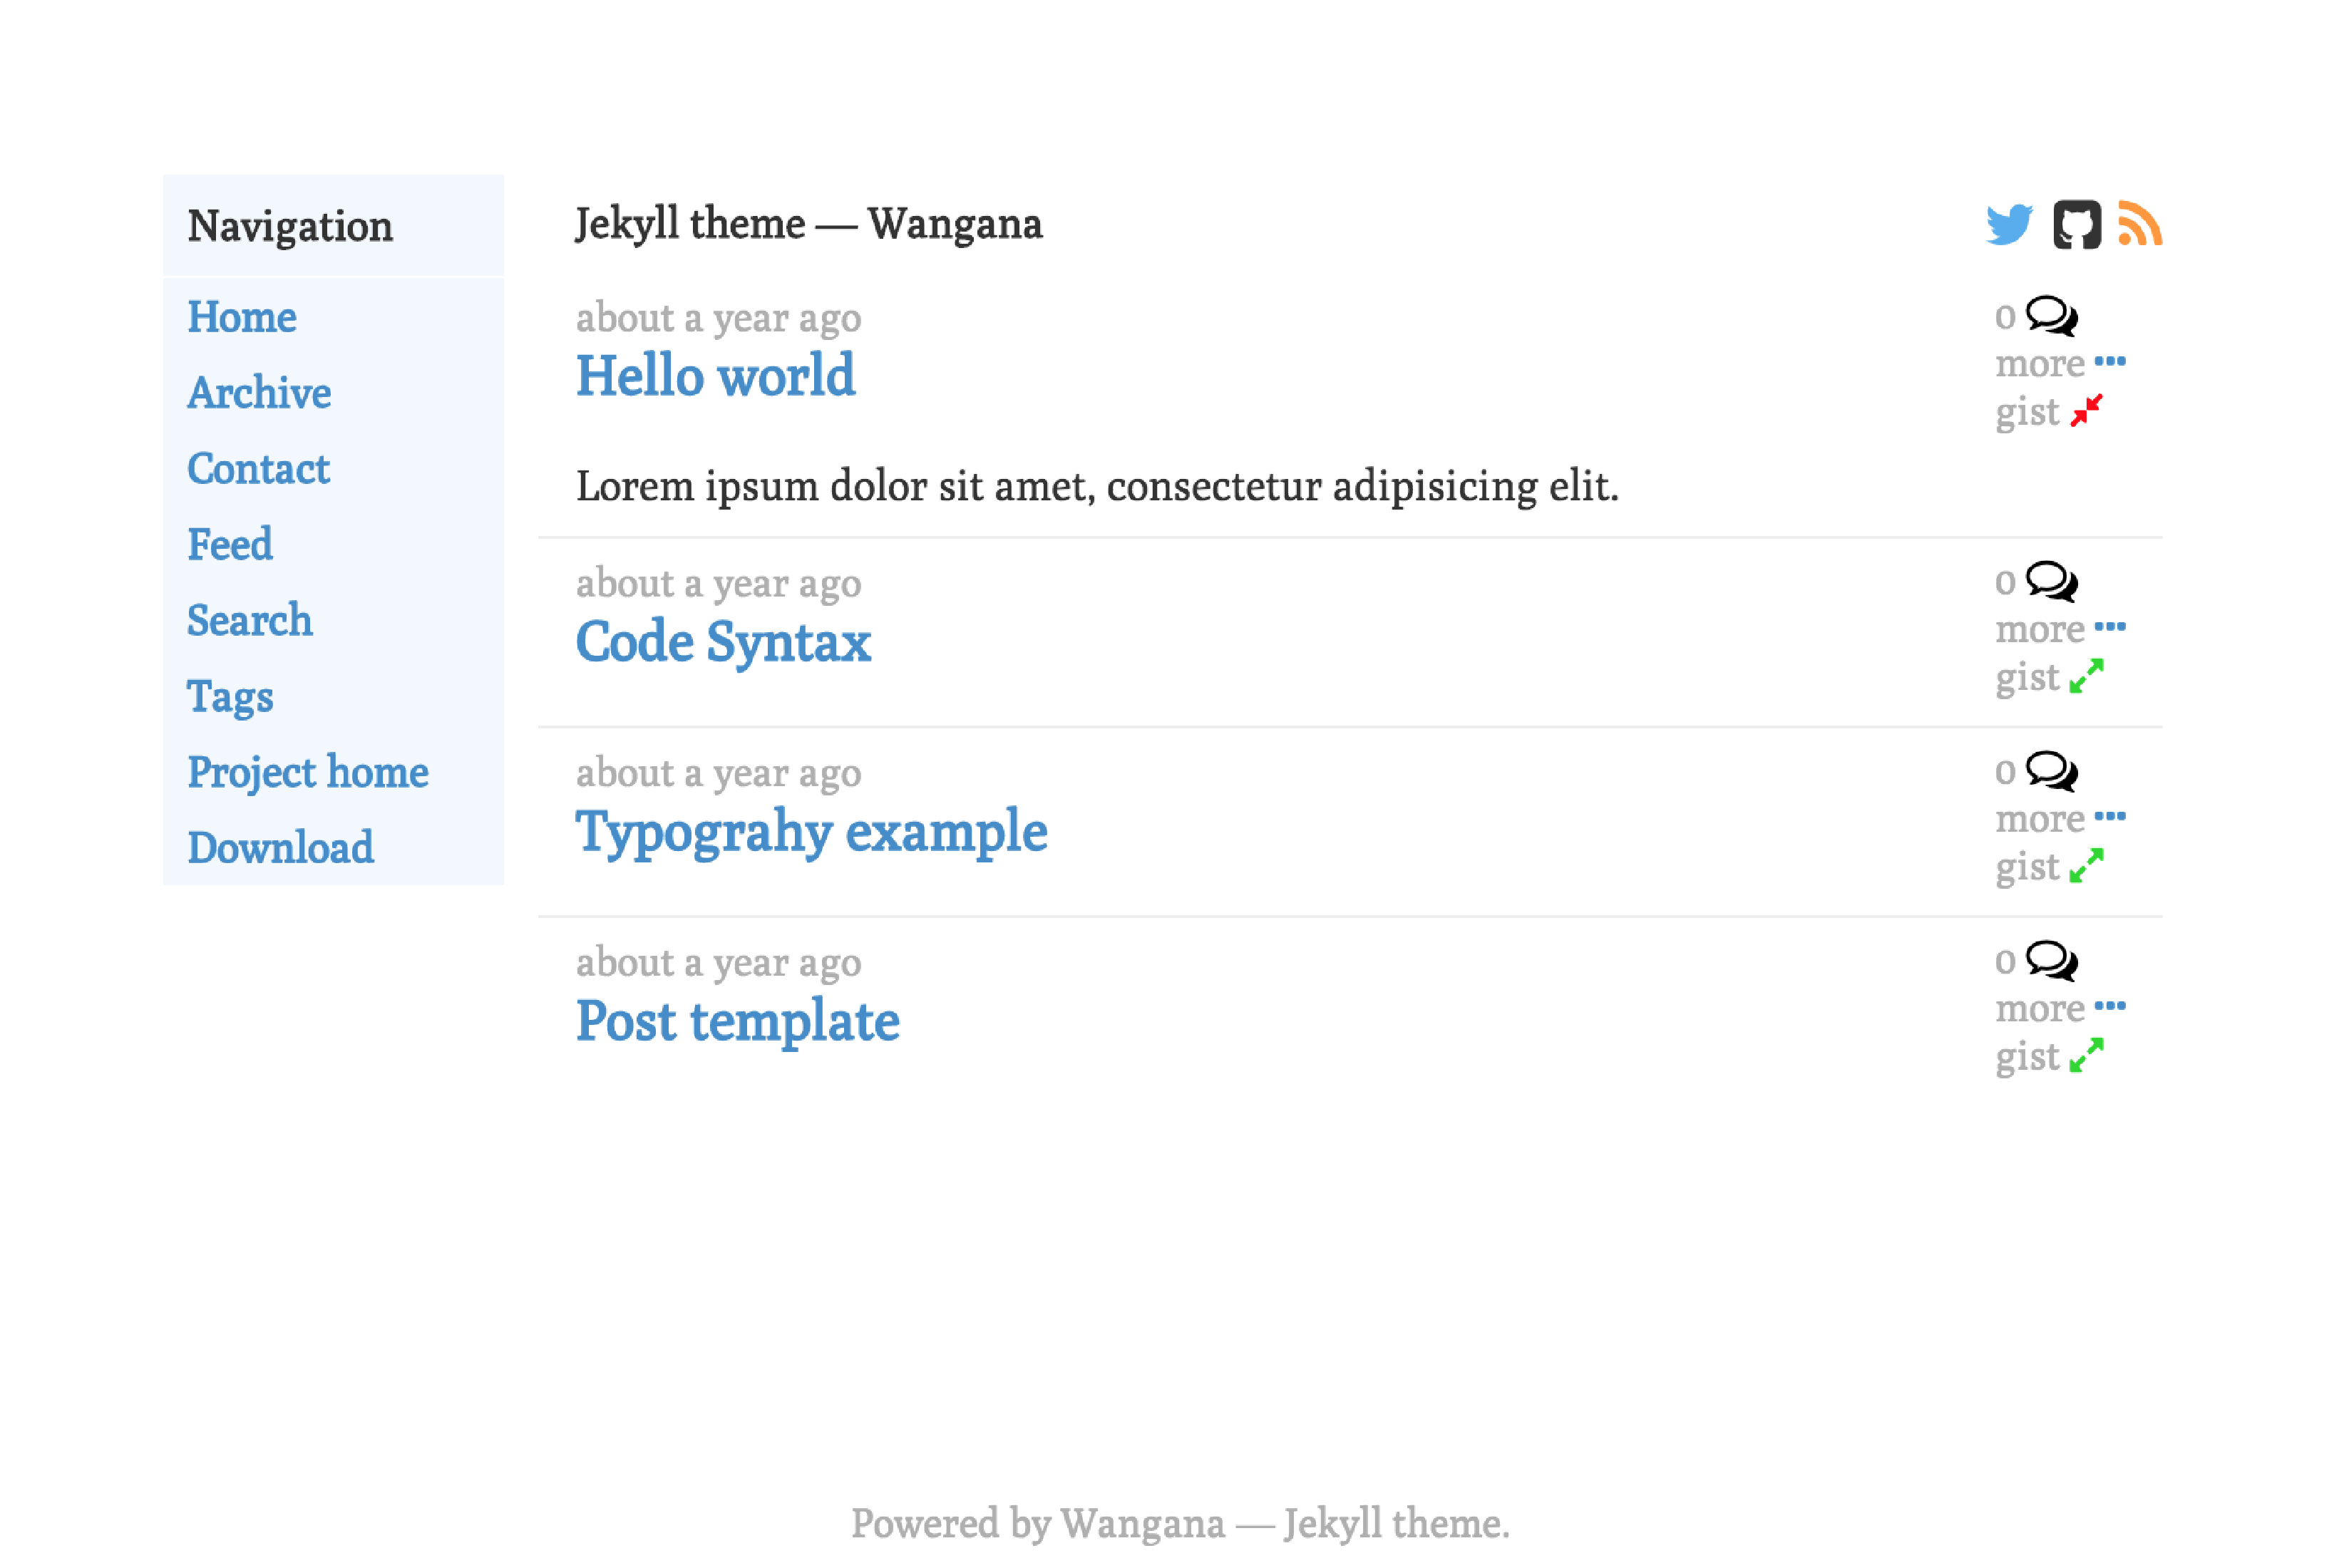 Navigation
Home
Archive
Contact
Feed
Search
Tags
Project home
Download
Jekyll theme — Wangana
about a year ago
Hello world
0
more
gist
Lorem ipsum dolor sit amet, consectetur adipisicing elit.
about a year ago
Code Syntax
0
more
gist
about a year ago
Typograhy example
0
more
gist
about a year ago
Post template
0
more
gist
Powered by Wangana — Jekyll theme.